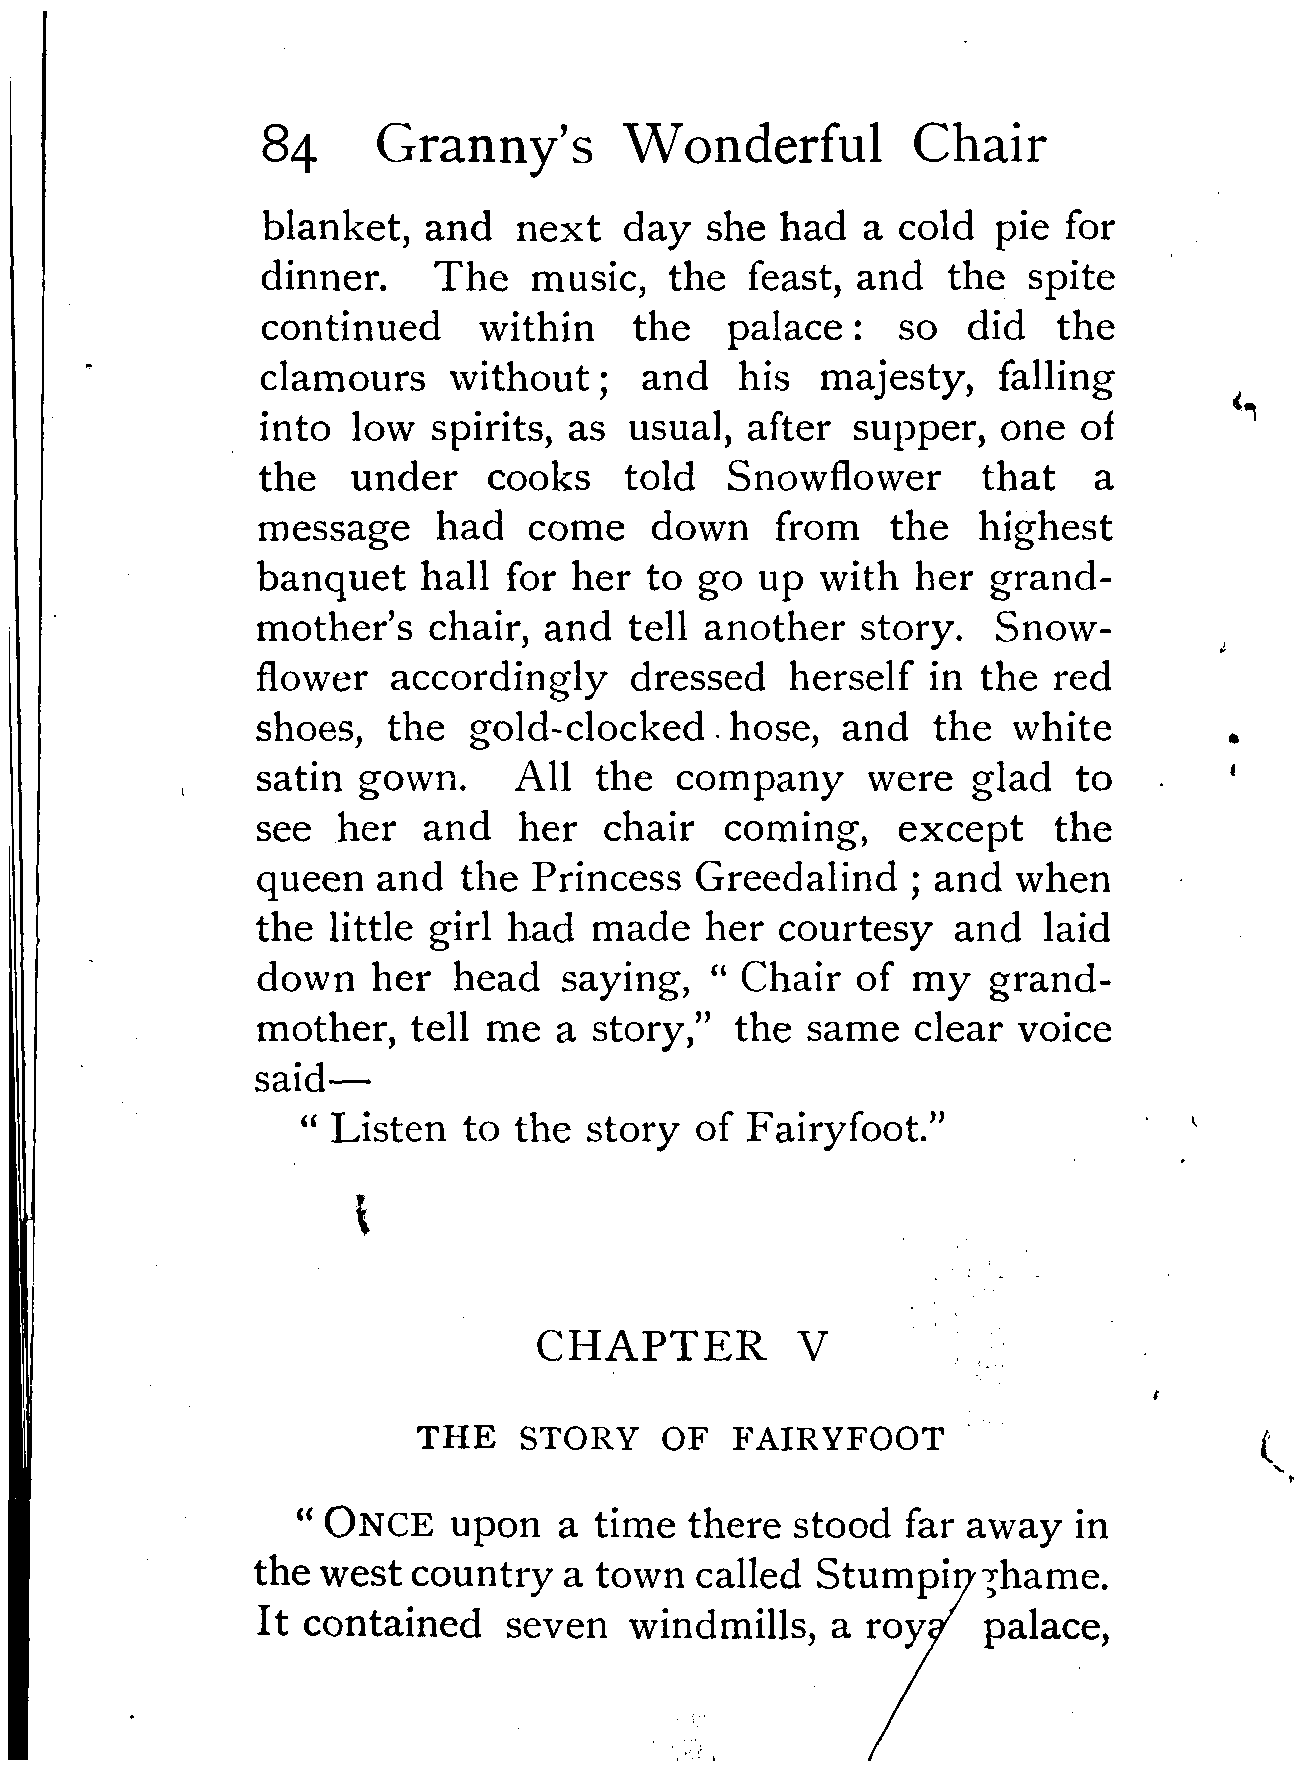 84 Granny's Wonderful Chair
blanket, and next day she had a cold pie for
dinner. The music, the feast, and the spite
continued within the palace: so did the
clamours without; and his majesty, falling
into low spirits, as usual, after supper, one of
the under cooks told Snowflower that a
message had come down from the highest
banquet hall for her to go up with her grand-
mother's chair, and tell another story. Snow-
flower accordingly dressed herself in the red
shoes, the gold-clocked hose, and the white
satin gown. All the company were glad to
see her and her chair coming, except the
queen and the Princess Greedalind ; and when
the little girl had made her courtesy and laid
down her head saying, “ Chair of my grand-
mother, tell me a story,” the same clear voice
said—
“ Listen to the story of Fairyfoot.”
CHAPTER V
THE STORY OF FAIRYFOOT
“ ONCE upon a time there stood far away in
the west country a town called Stumpinghame.
It contained seven windmills, a royal palace,